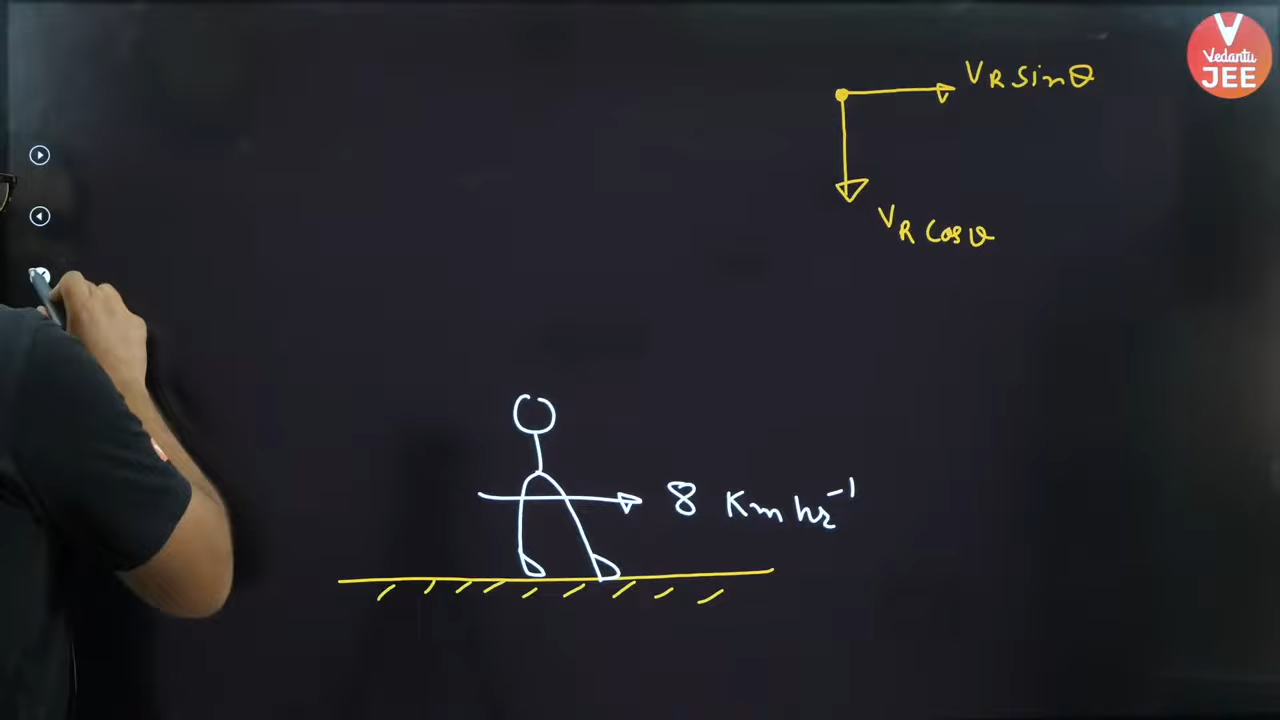 Vedantu
JEE
V_R Sinθ
V_R Cosθ
8 Km hr⁻¹